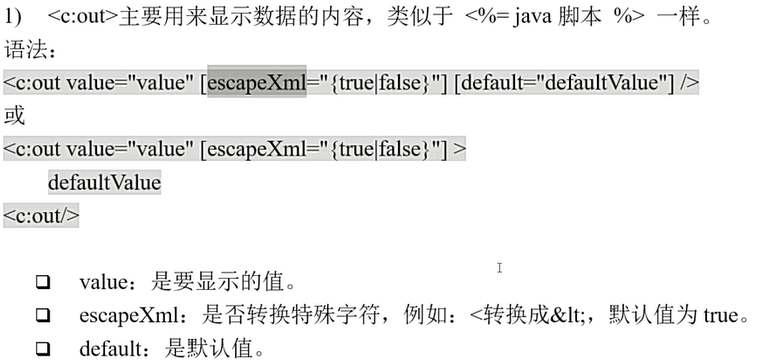 1) <c:out>主要用来显示数据的内容，类似于 <%= java 脚本 %> 一样。
语法：
<c:out value="value" [escapeXml="{true|false}"] [default="defaultValue"] />
或
<c:out value="value" [escapeXml="{true|false}"] >
defaultValue
<c:out/>
❑ value：是要显示的值。
❑ escapeXml：是否转换特殊字符，例如：<转换成&lt;，默认值为 true。
❑ default：是默认值。